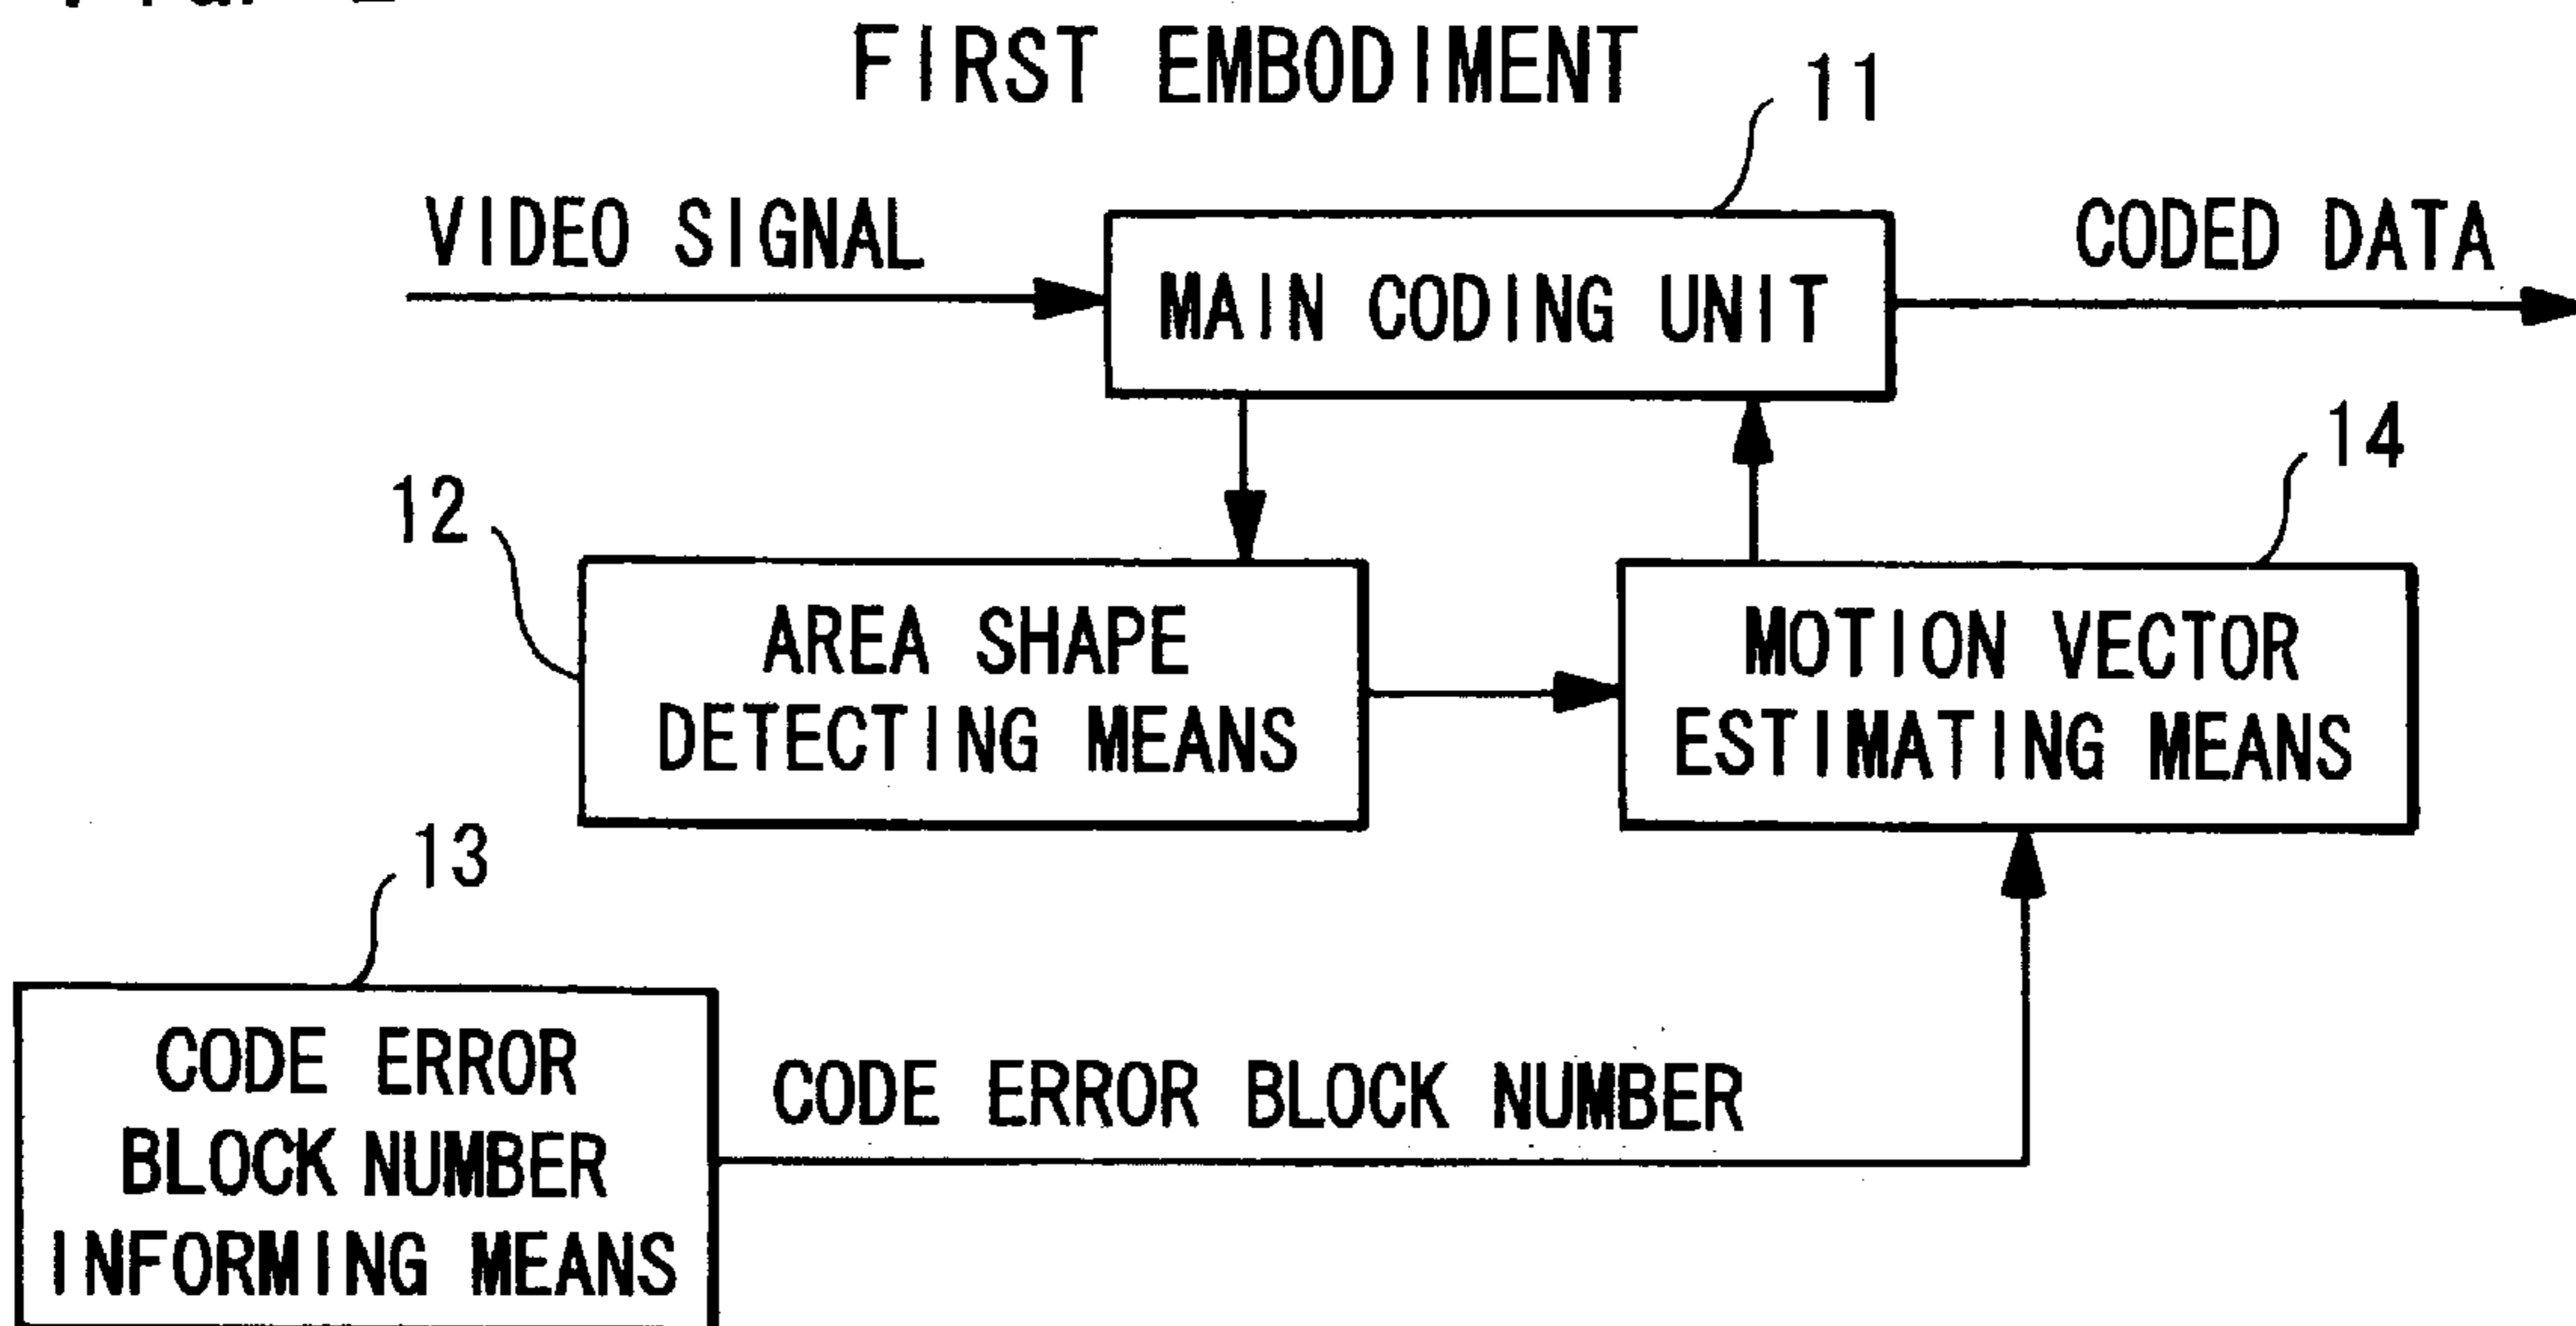 FIRST EMBODIMENT
11
VIDEO SIGNAL
CODED DATA
MAIN CODING UNIT
14
12
AREA SHAPE
DETECTING MEANS
MOTION VECTOR
ESTIMATING MEANS
13
CODE ERROR
BLOCK NUMBER
INFORMING MEANS
CODE ERROR BLOCK NUMBER